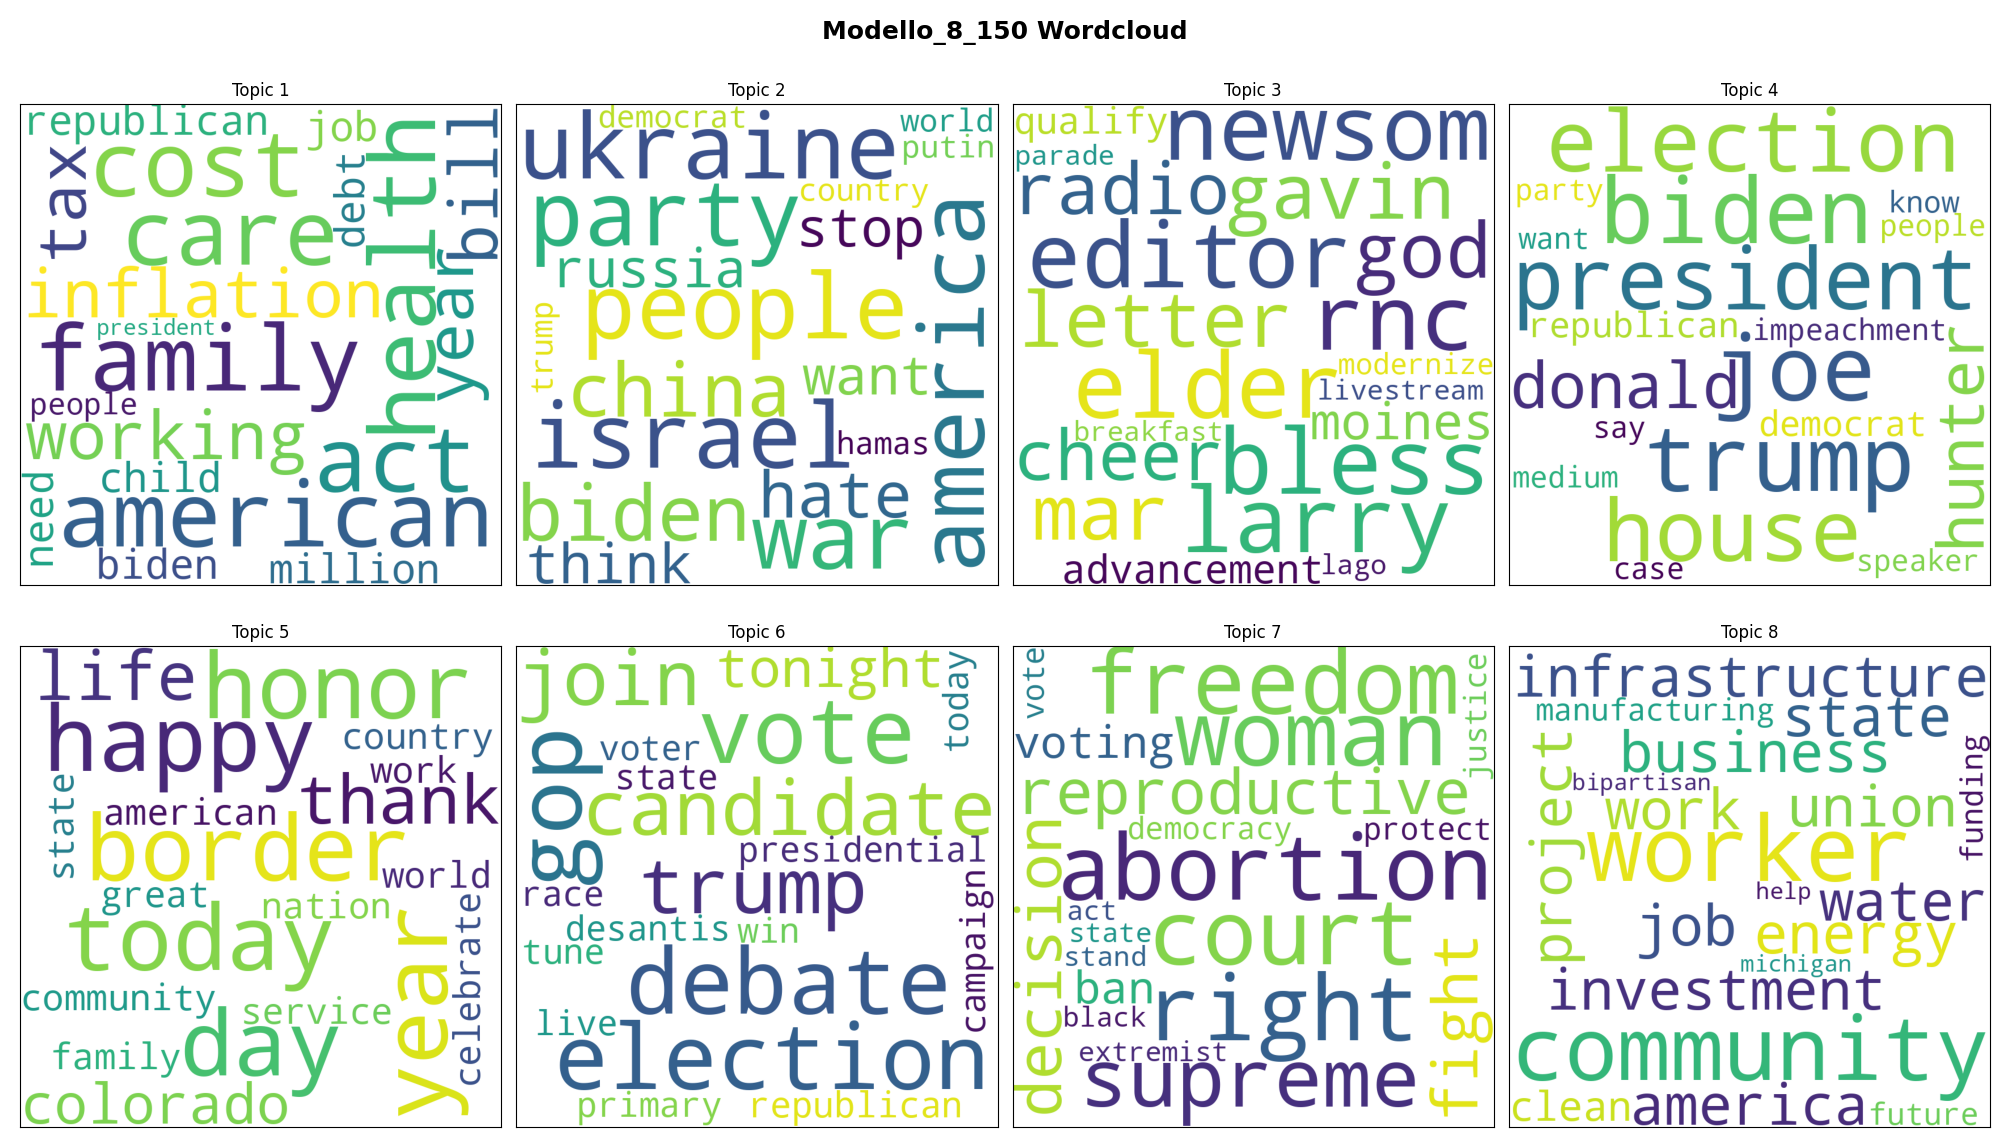 Modello_8_150 Wordcloud
Topic 1
republican
job
tax
cost
debt
health
bill
care
inflation
year
president
family
people
working
act
child
need
american
biden
million
Topic 2
democrat
world
ukraine
putin
country
party
stop
russia
america
people
trump
china
want
israel
hamas
biden
hate
war
think
Topic 3
qualify
newsom
parade
radio
gavin
editor
god
letter
rnc
elder
modernize
livestream
moines
breakfast
cheer
bless
mar
larry
advancement
lago
Topic 4
election
party
biden
know
people
want
president
republican
impeachment
joe
donald
hunter
say
democrat
trump
medium
house
case
speaker
Topic 5
life
honor
happy
country
work
state
american
thank
border
world
great
nation
today
year
celebrate
community
service
day
family
colorado
Topic 6
join
tonight
today
vote
gop
voter
state
candidate
presidential
trump
race
campaign
desantis
win
tune
debate
live
election
primary
republican
Topic 7
vote
freedom
justice
voting
woman
reproductive
democracy
protect
decision
abortion
act
court
state
stand
ban
right
fight
black
extremist
supreme
Topic 8
infrastructure
manufacturing
state
business
project
bipartisan
funding
work
union
worker
help
water
job
energy
michigan
investment
community
clean
america
future